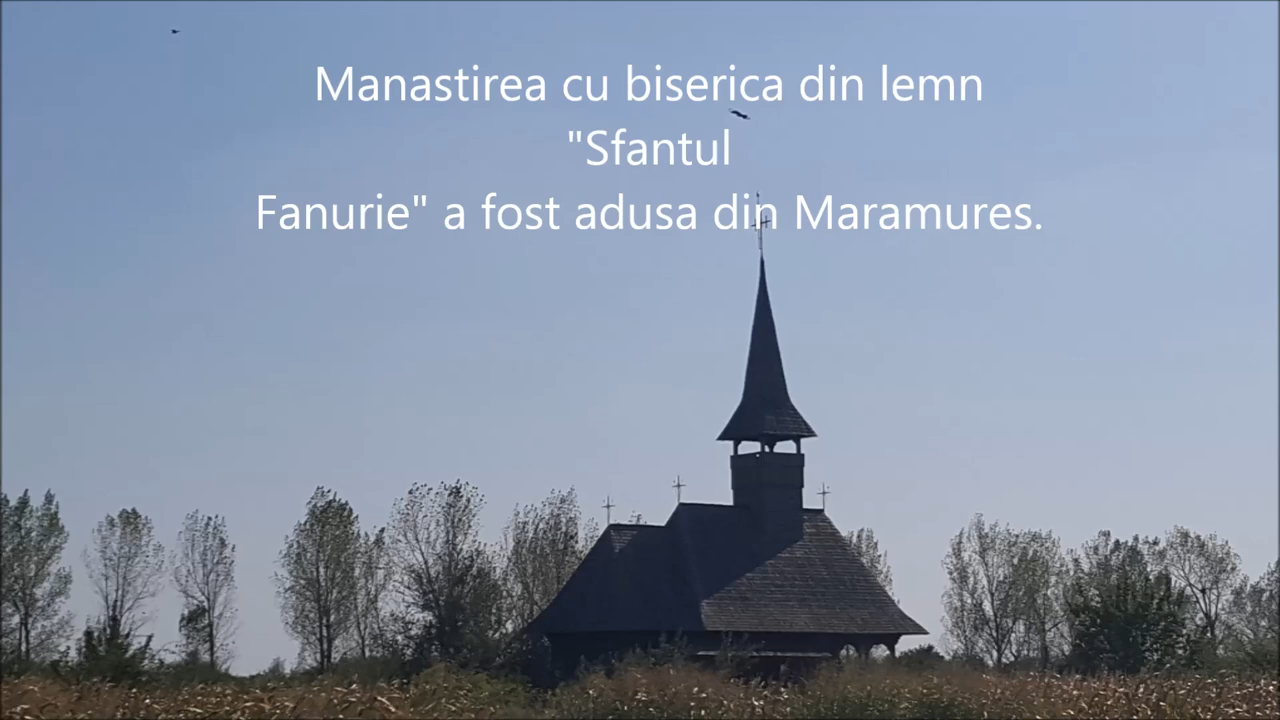 Manastirea cu biserica din lemn
"Sfantul
Fanurie" a fost adusa din Maramures.